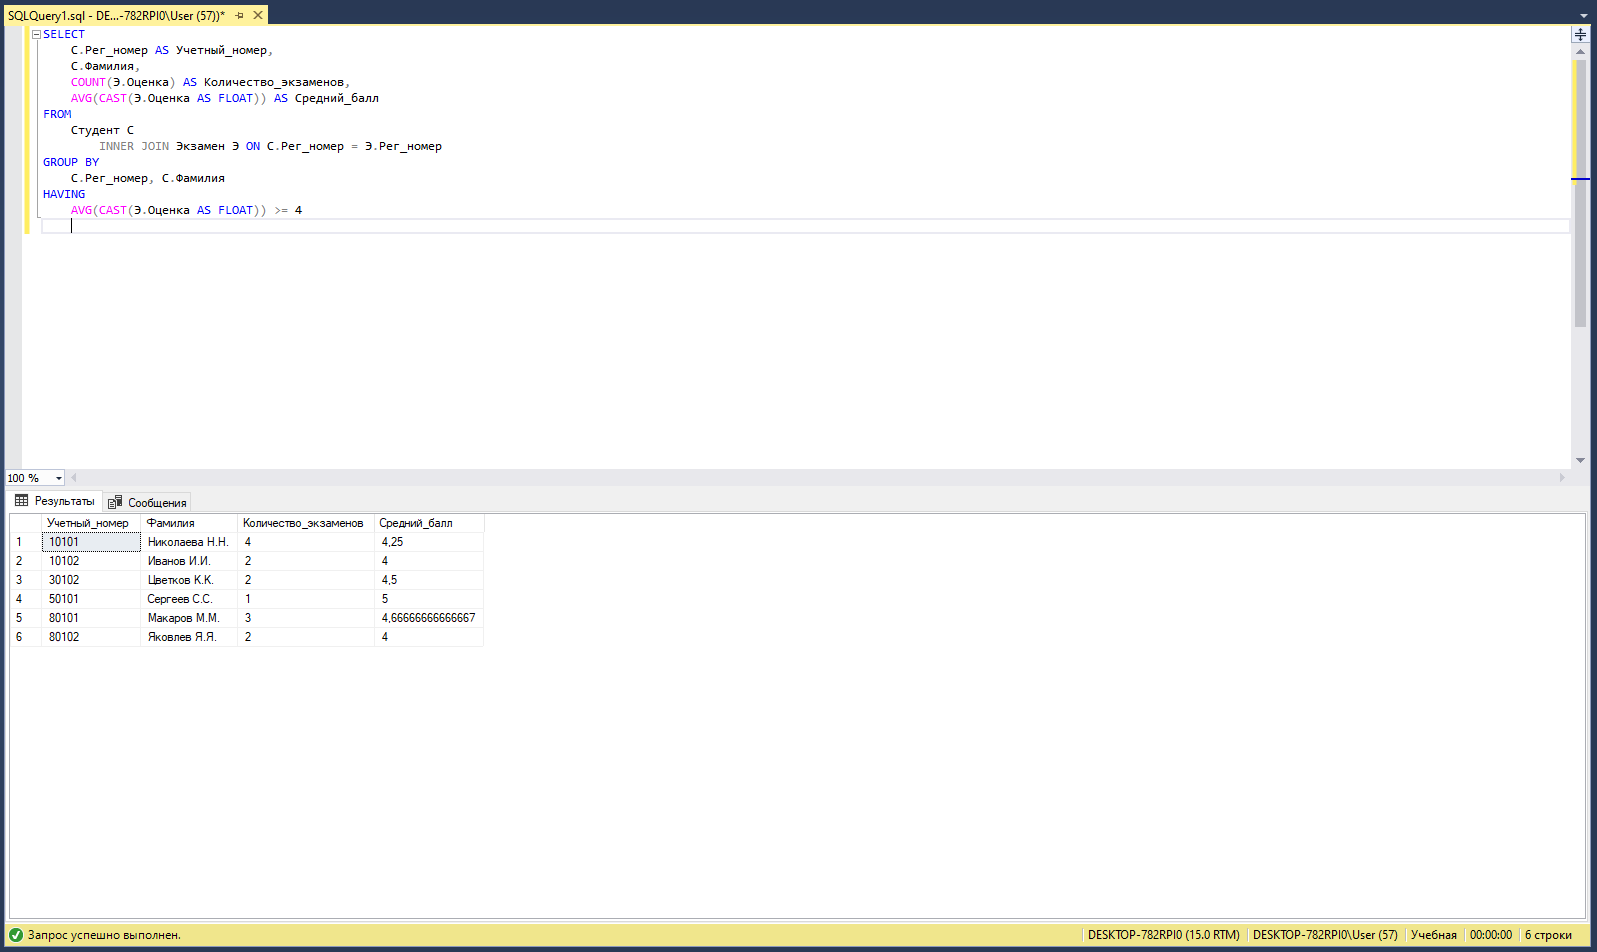 SQLQuery1.sql - DE...-782RPI0\User (57))*
SELECT
С.Рег_номер AS Учетный_номер,
С.Фамилия,
COUNT(Э.Оценка) AS Количество_экзаменов,
AVG(CAST(Э.Оценка AS FLOAT)) AS Средний_балл
FROM
Студент С
INNER JOIN Экзамен Э ON С.Рег_номер = Э.Рег_номер
GROUP BY
С.Рег_номер, С.Фамилия
HAVING
AVG(CAST(Э.Оценка AS FLOAT)) >= 4
100 %
Результаты Сообщения
Учетный_номер Фамилия Количество_экзаменов Средний_балл
1 10101 Николаева Н.Н. 4 4,25
2 10102 Иванов И.И. 2 4
3 30102 Цветков К.К. 2 4,5
4 50101 Сергеев С.С. 1 5
5 80101 Макаров М.М. 3 4,66666666666667
6 80102 Яковлев Я.Я. 2 4
Запрос успешно выполнен. DESKTOP-782RPI0 (15.0 RTM) DESKTOP-782RPI0\User (57) Учебная 00:00:00 6 строки